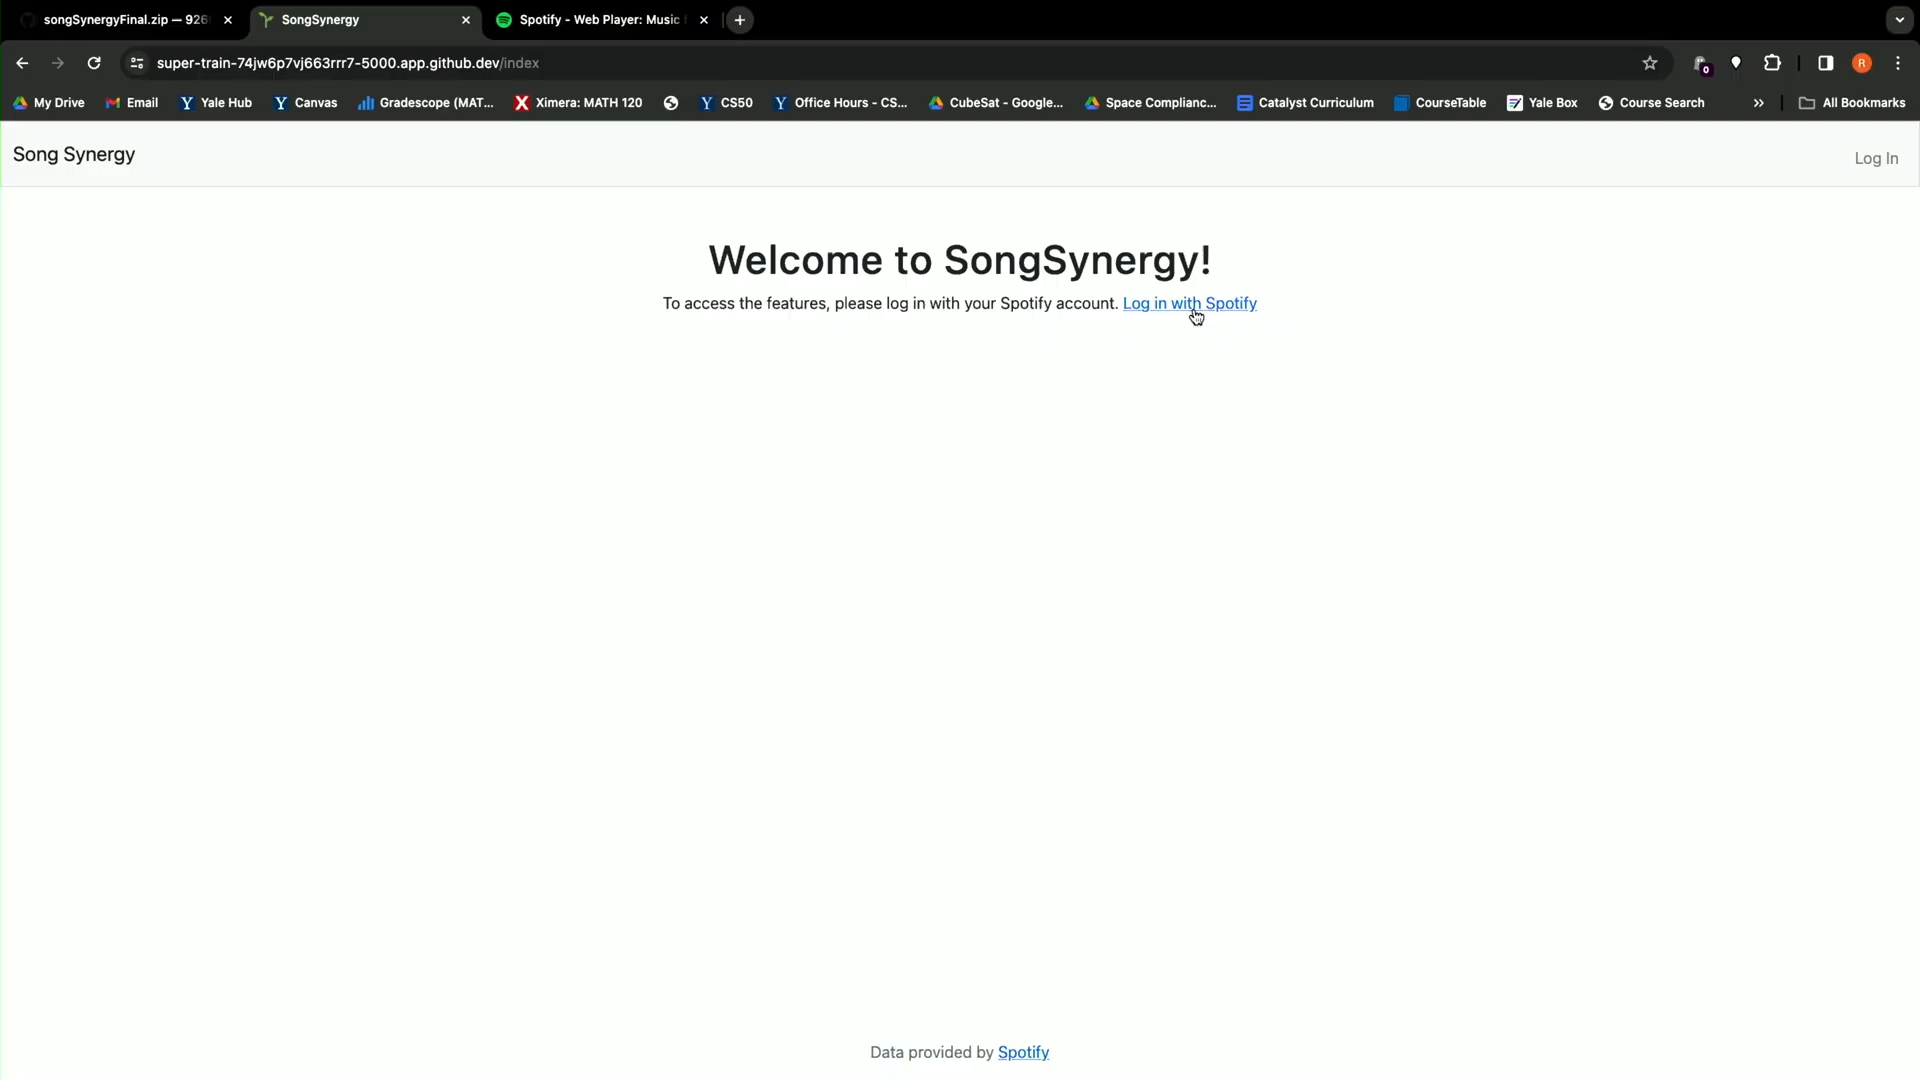 songSynergyFinal.zip — 926
SongSynergy
Spotify - Web Player: Music
super-train-74jw6p7vj663rrr7-5000.app.github.dev/index
0
R
My Drive
Email
Yale Hub
Canvas
Gradescope (MAT...
Ximera: MATH 120
CS50
Office Hours - CS...
CubeSat - Google...
Space Complianc...
Catalyst Curriculum
CourseTable
Yale Box
Course Search
»
All Bookmarks
Song Synergy
Log In
Welcome to SongSynergy!
To access the features, please log in with your Spotify account. Log in with Spotify
Data provided by Spotify